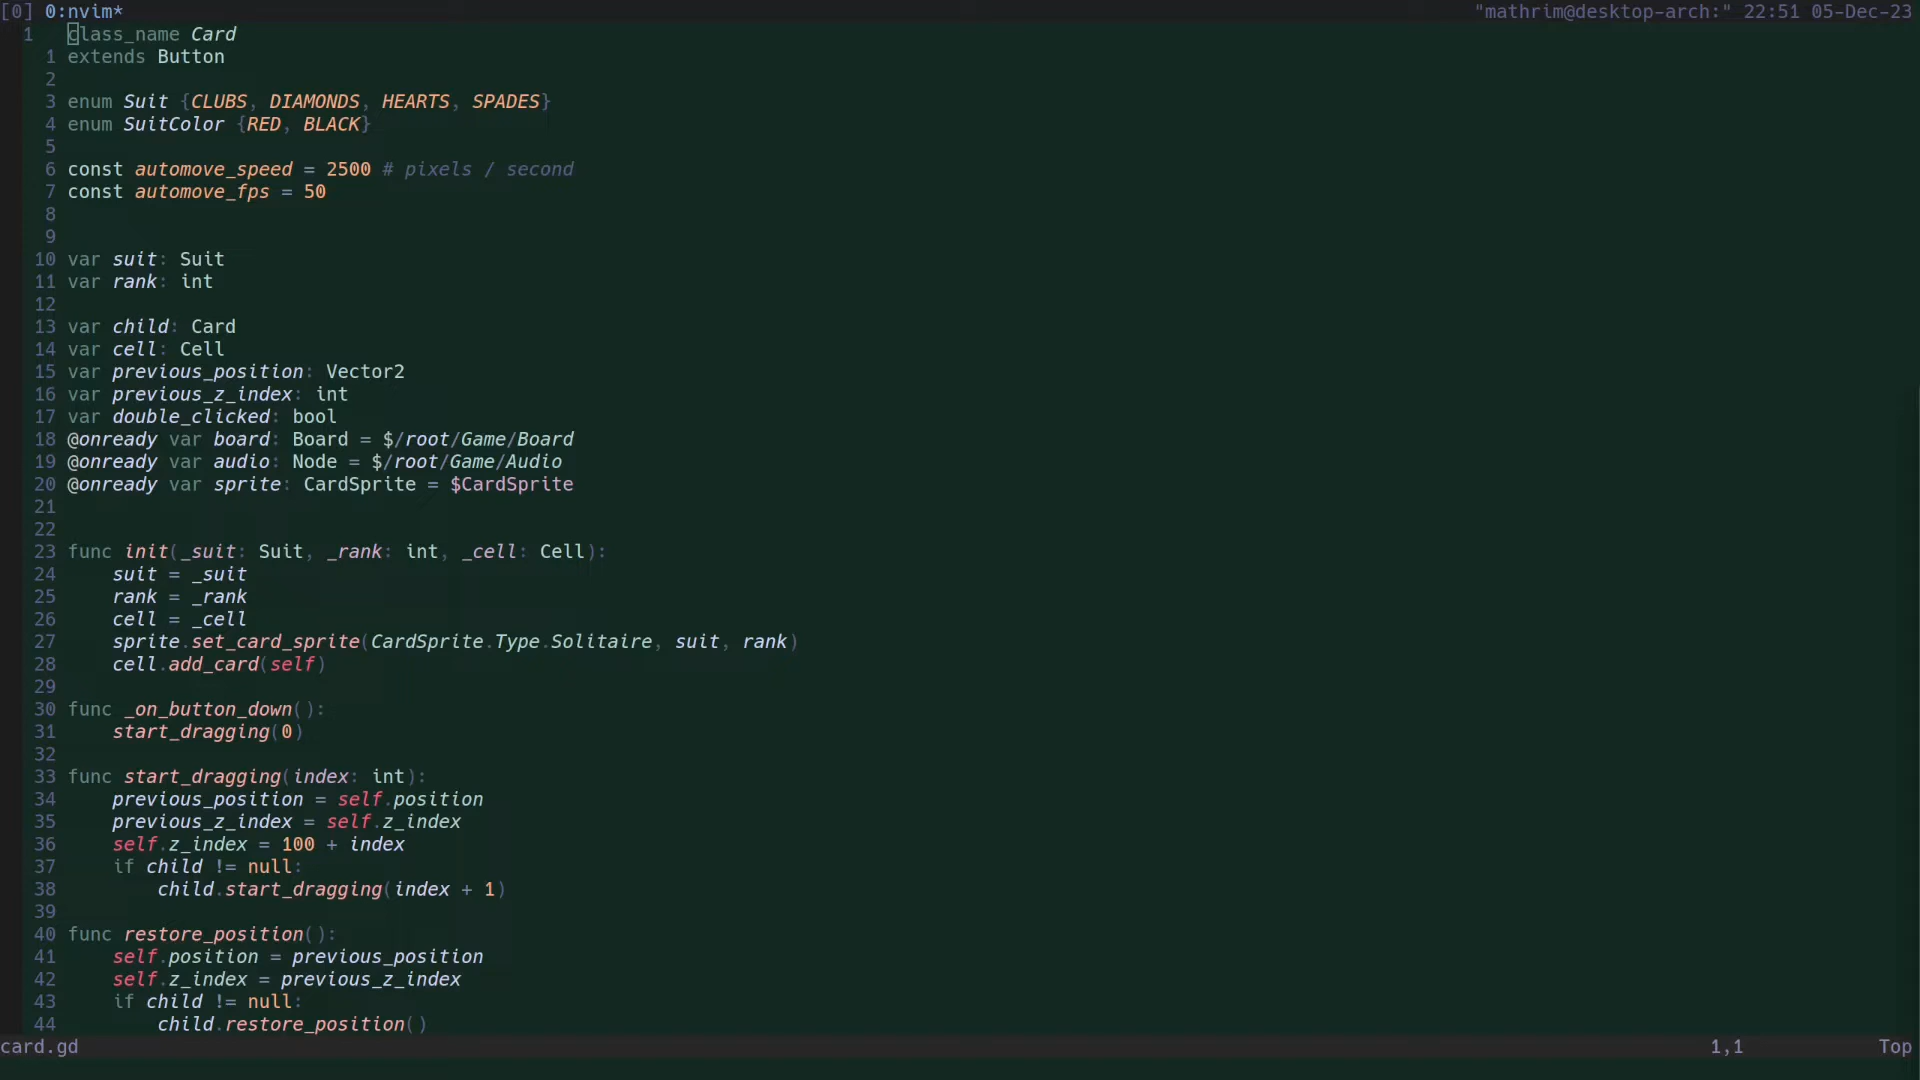 [0] 0:nvim* "mathrim@desktop-arch:" 22:51 05-Dec-23
1 class_name Card
1 extends Button
2
3 enum Suit {CLUBS, DIAMONDS, HEARTS, SPADES}
4 enum SuitColor {RED, BLACK}
5
6 const automove_speed = 2500 # pixels / second
7 const automove_fps = 50
8
9
10 var suit: Suit
11 var rank: int
12
13 var child: Card
14 var cell: Cell
15 var previous_position: Vector2
16 var previous_z_index: int
17 var double_clicked: bool
18 @onready var board: Board = $/root/Game/Board
19 @onready var audio: Node = $/root/Game/Audio
20 @onready var sprite: CardSprite = $CardSprite
21
22
23 func init(_suit: Suit, _rank: int, _cell: Cell):
24     suit = _suit
25     rank = _rank
26     cell = _cell
27     sprite.set_card_sprite(CardSprite.Type.Solitaire, suit, rank)
28     cell.add_card(self)
29
30 func _on_button_down():
31     start_dragging(0)
32
33 func start_dragging(index: int):
34     previous_position = self.position
35     previous_z_index = self.z_index
36     self.z_index = 100 + index
37     if child != null:
38         child.start_dragging(index + 1)
39
40 func restore_position():
41     self.position = previous_position
42     self.z_index = previous_z_index
43     if child != null:
44         child.restore_position()
card.gd 1,1 Top